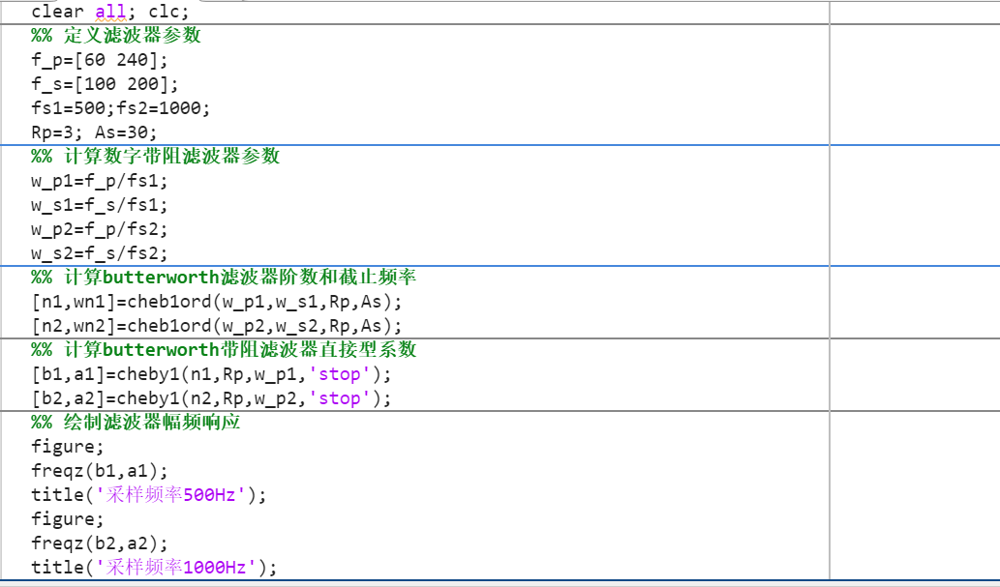 clear all; clc;
%% 定义滤波器参数
f_p=[60 240];
f_s=[100 200];
fs1=500;fs2=1000;
Rp=3; As=30;
%% 计算数字带阻滤波器参数
w_p1=f_p/fs1;
w_s1=f_s/fs1;
w_p2=f_p/fs2;
w_s2=f_s/fs2;
%% 计算butterworth滤波器阶数和截止频率
[n1,wn1]=cheb1ord(w_p1,w_s1,Rp,As);
[n2,wn2]=cheb1ord(w_p2,w_s2,Rp,As);
%% 计算butterworth带阻滤波器直接型系数
[b1,a1]=cheby1(n1,Rp,w_p1,'stop');
[b2,a2]=cheby1(n2,Rp,w_p2,'stop');
%% 绘制滤波器幅频响应
figure;
freqz(b1,a1);
title('采样频率500Hz');
figure;
freqz(b2,a2);
title('采样频率1000Hz');